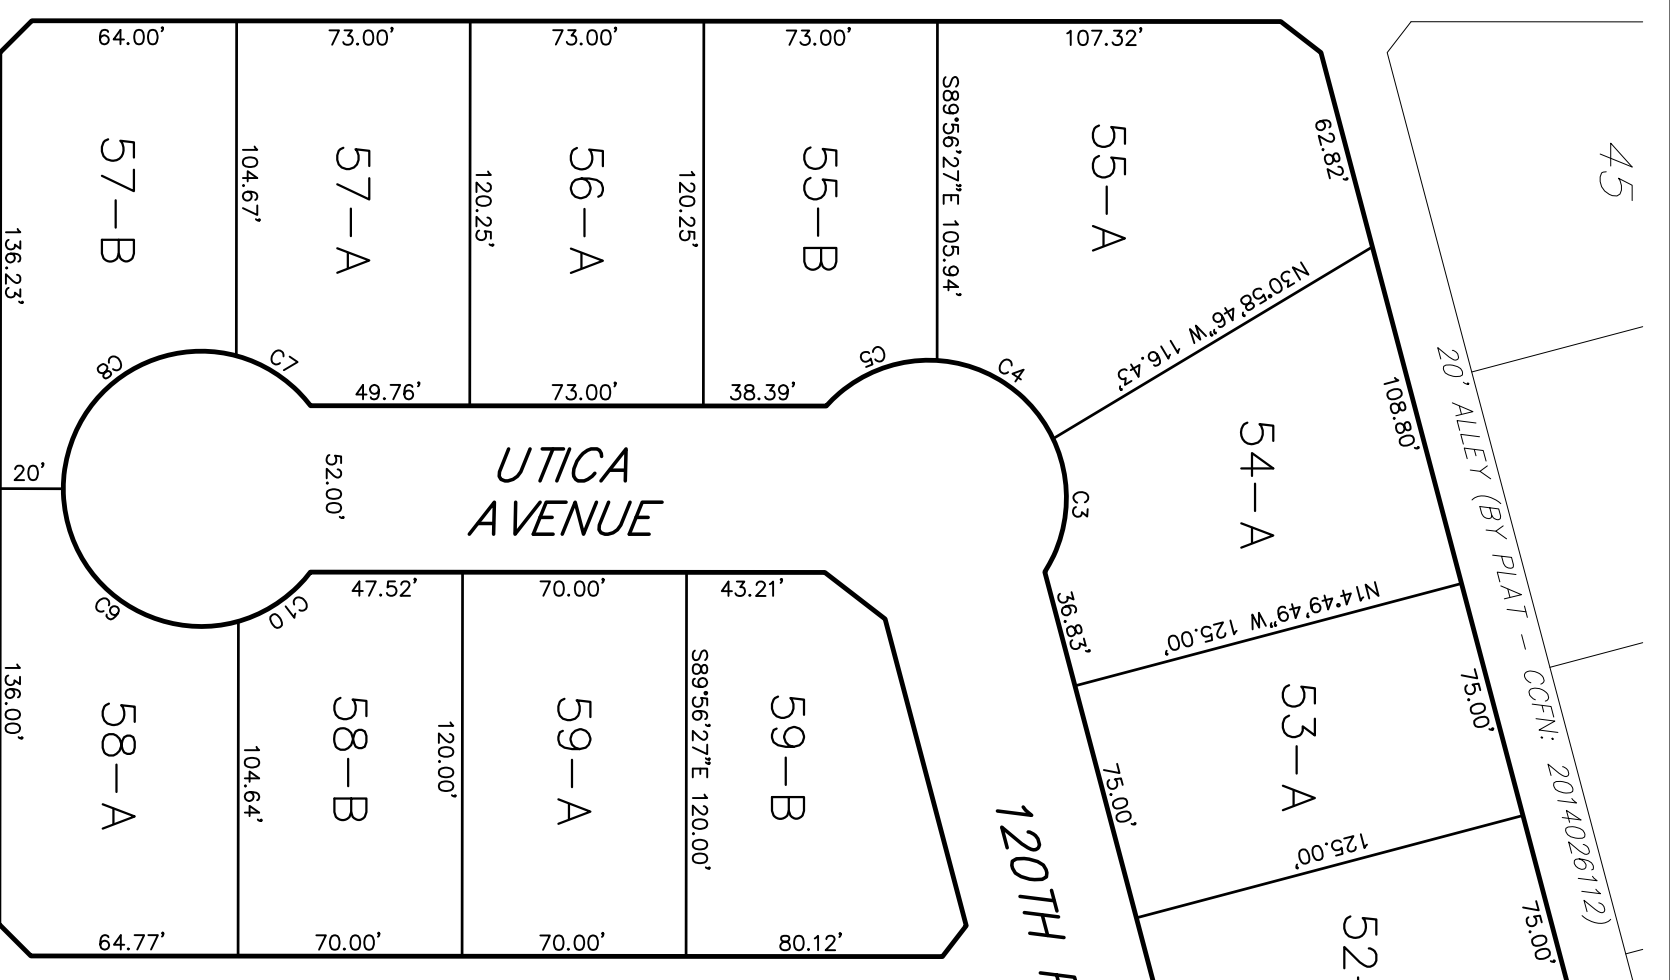 64.00'
73.00'
73.00'
73.00'
107.32'
57-B
57-A
56-A
55-B
55-A
45
136.23'
104.67'
120.25'
120.25'
S89°56'27"E 105.94'
62.82'
N30°58'46"W 116.43'
C8
C7
C5
C4
49.76'
73.00'
38.39'
20'
52.00'
UTICA
AVENUE
C3
54-A
108.80'
20' ALLEY (BY PLAT - CCFN: 2014026112)
C9
C10
47.52'
70.00'
43.21'
36.83'
N14°49'49"W 125.00'
136.00'
58-A
104.64'
58-B
120.00'
59-A
S89°56'27"E 120.00'
59-B
53-A
75.00'
75.00'
125.00'
120TH
52-
75.00'
64.77'
70.00'
70.00'
80.12'